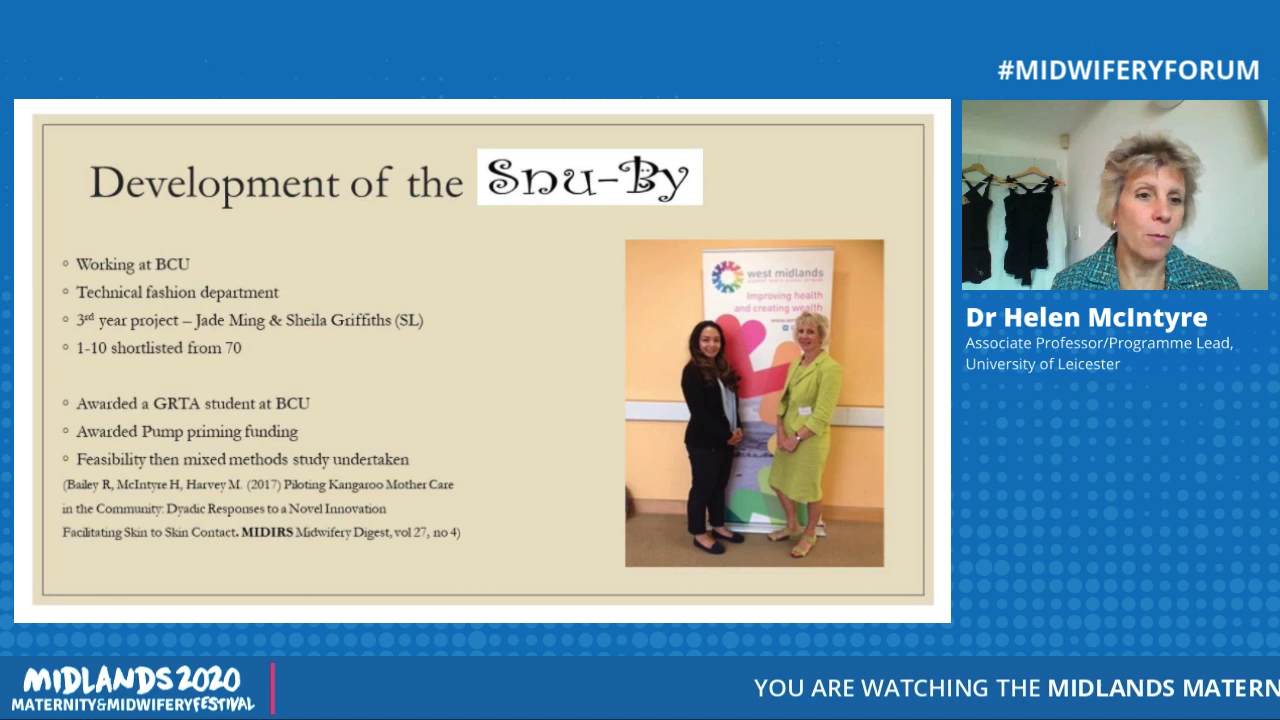 #MIDWIFERYFORUM
Development of the Snu-By
◦ Working at BCU
◦ Technical fashion department
◦ 3rd year project – Jade Ming & Sheila Griffiths (SL)
◦ 1-10 shortlisted from 70
◦ Awarded a GRTA student at BCU
◦ Awarded Pump priming funding
◦ Feasibility then mixed methods study undertaken
(Bailey R, McIntyre H, Harvey M. (2017) Piloting Kangaroo Mother Care
in the Community: Dyadic Responses to a Novel Innovation
Facilitating Skin to Skin Contact. MIDIRS Midwifery Digest, vol 27, no 4)
west midlands
Improving health
and creating wealth
Dr Helen McIntyre
Associate Professor/Programme Lead,
University of Leicester
MIDLANDS 2020
MATERNITY&MIDWIFERYFESTIVAL
YOU ARE WATCHING THE MIDLANDS MATERN